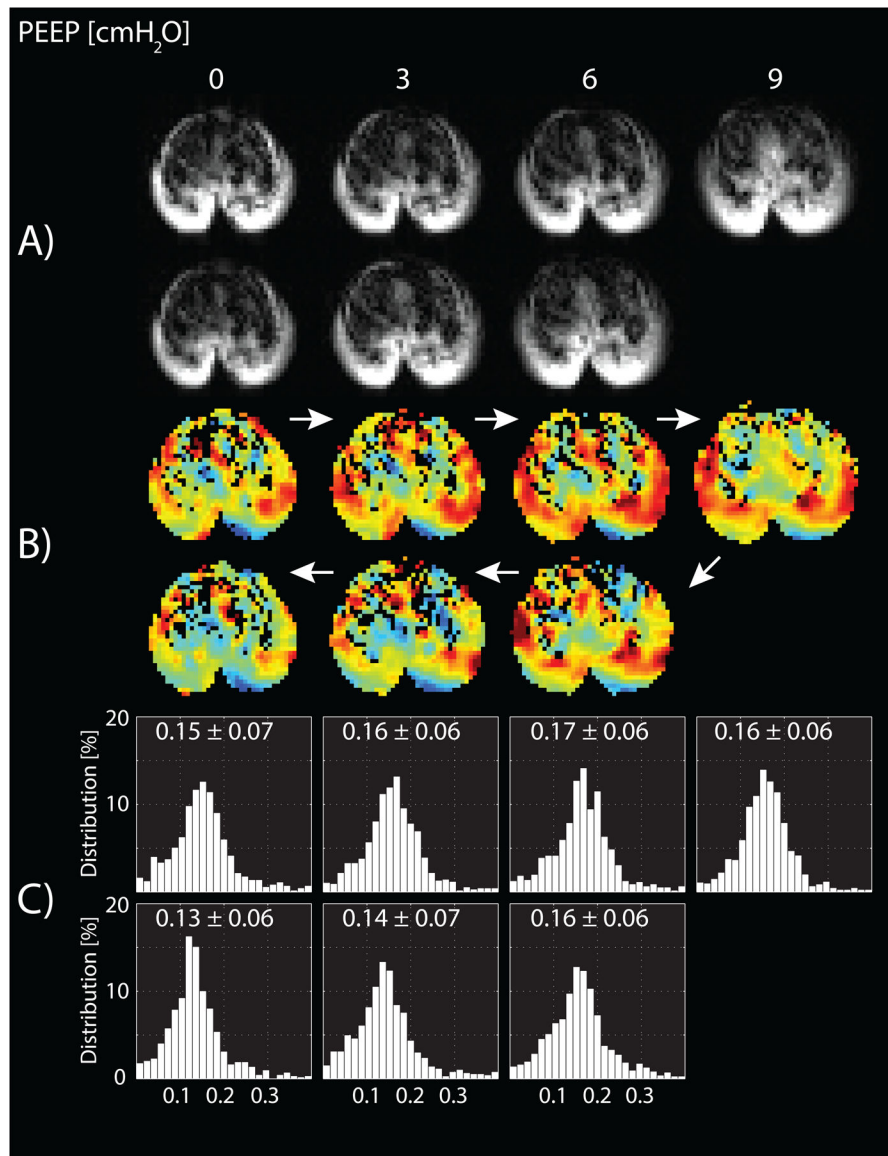 PEEP [cmH₂O]
0 3 6 9
A)
B)
C)
Distribution [%]
20
10
0
0.15 ± 0.07
0.16 ± 0.06
0.17 ± 0.06
0.16 ± 0.06
Distribution [%]
20
10
0
0.13 ± 0.06
0.14 ± 0.07
0.16 ± 0.06
0.1 0.2 0.3
0.1 0.2 0.3
0.1 0.2 0.3